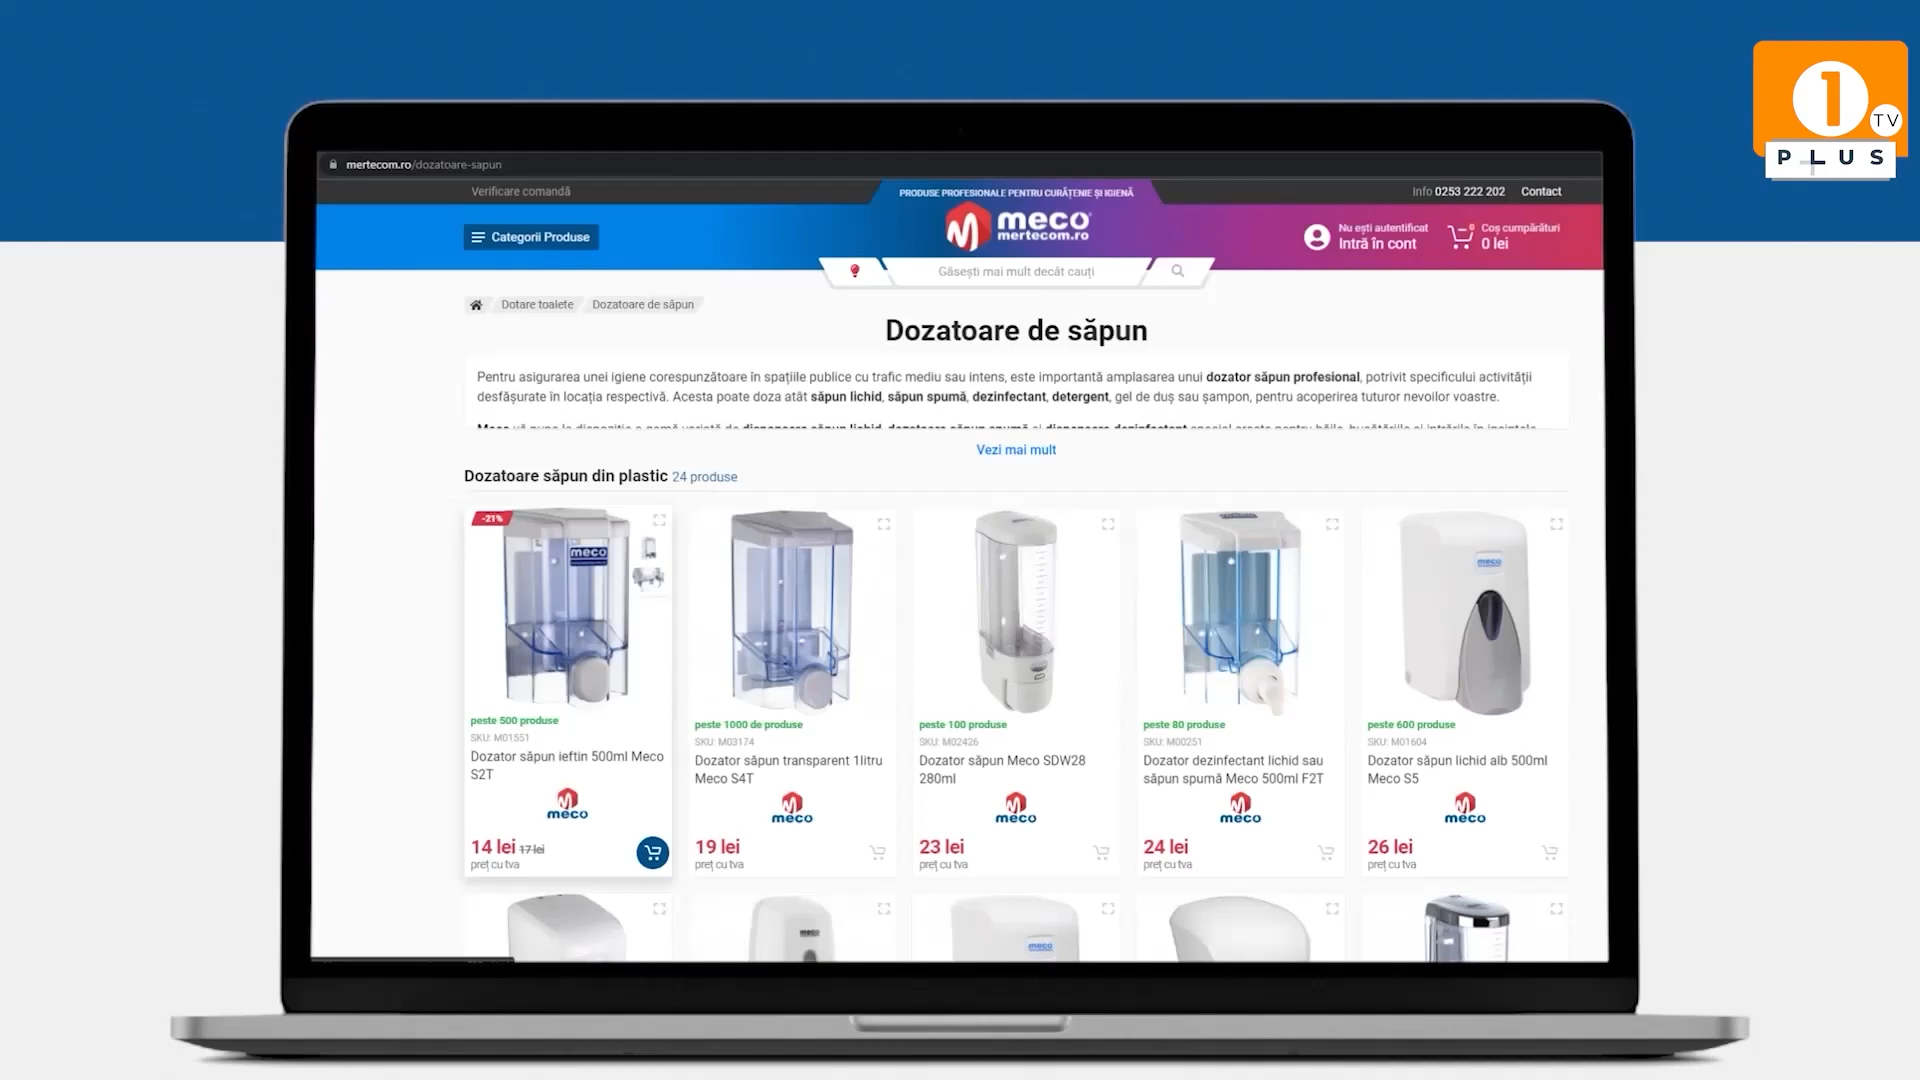 1
TV
PLUS
mertecom.ro/dozatoare-sapun
Verificare comandă
PRODUSE PROFESIONALE PENTRU CURĂȚENIE ȘI IGIENĂ
Info 0253 222 202 Contact
Categorii Produse
meco
mertecom.ro
Nu ești autentificat
Intră în cont
0
Coș cumpărături
0 lei
Găsești mai mult decât cauți
Dotare toalete Dozatoare de săpun
Dozatoare de săpun
Pentru asigurarea unei igiene corespunzătoare în spațiile publice cu trafic mediu sau intens, este importantă amplasarea unui dozator săpun profesional, potrivit specificului activității
desfășurate în locația respectivă. Acesta poate doza atât săpun lichid, săpun spumă, dezinfectant, detergent, gel de duș sau șampon, pentru acoperirea tuturor nevoilor voastre.
Vezi mai mult
Dozatoare săpun din plastic 24 produse
-21%
meco
meco
peste 500 produse
SKU: M01551
Dozator săpun ieftin 500ml Meco
S2T
meco
14 lei 17 lei
preț cu tva
peste 1000 de produse
SKU: M03174
Dozator săpun transparent 1litru
Meco S4T
meco
19 lei
preț cu tva
peste 100 produse
SKU: M02426
Dozator săpun Meco SDW28
280ml
meco
23 lei
preț cu tva
peste 80 produse
SKU: M00251
Dozator dezinfectant lichid sau
săpun spumă Meco 500ml F2T
meco
24 lei
preț cu tva
peste 600 produse
SKU: M01604
Dozator săpun lichid alb 500ml
Meco S5
meco
26 lei
preț cu tva
meco
meco